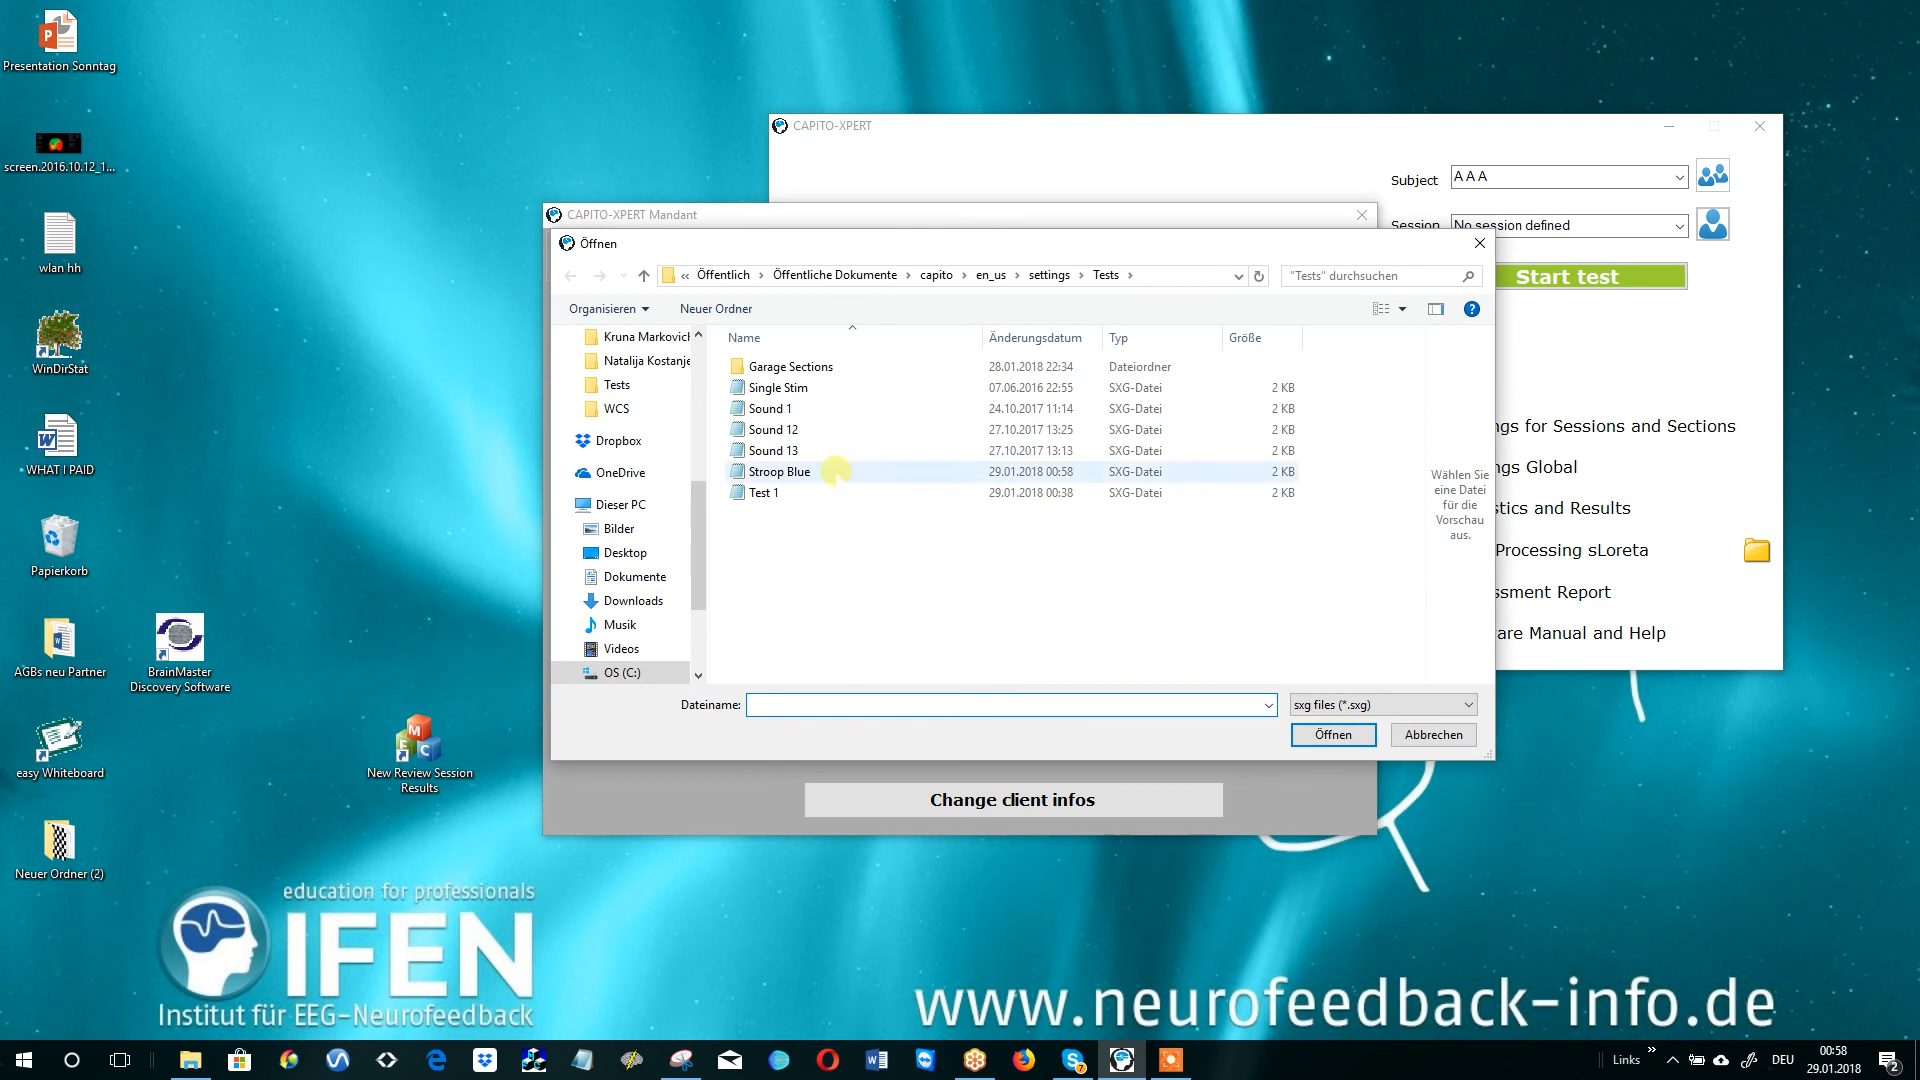 Presentation Sonntag
screen.2016.10.12_1...
wlan hh
WinDirStat
WHAT I PAID
Papierkorb
AGBs neu Partner
BrainMaster
Discovery Software
easy Whiteboard
New Review Session
Results
Neuer Ordner (2)
CAPITO-XPERT
Subject
A A A
Session
No session defined
Start test
ngs for Sessions and Sections
ngs Global
stics and Results
Processing sLoreta
ssment Report
are Manual and Help
CAPITO-XPERT Mandant
Öffnen
« Öffentlich › Öffentliche Dokumente › capito › en_us › settings › Tests ›
"Tests" durchsuchen
Organisieren
Neuer Ordner
Kruna Markovich
Natalija Kostanje
Tests
WCS
Dropbox
OneDrive
Dieser PC
Bilder
Desktop
Dokumente
Downloads
Musik
Videos
OS (C:)
Name Änderungsdatum Typ Größe
Garage Sections 28.01.2018 22:34 Dateiordner
Single Stim 07.06.2016 22:55 SXG-Datei 2 KB
Sound 1 24.10.2017 11:14 SXG-Datei 2 KB
Sound 12 27.10.2017 13:25 SXG-Datei 2 KB
Sound 13 27.10.2017 13:13 SXG-Datei 2 KB
Stroop Blue 29.01.2018 00:58 SXG-Datei 2 KB
Test 1 29.01.2018 00:38 SXG-Datei 2 KB
Wählen Sie
eine Datei
für die
Vorschau
aus.
Dateiname:
sxg files (*.sxg)
Öffnen
Abbrechen
Change client infos
education for professionals
IFEN
Institut für EEG-Neurofeedback
www.neurofeedback-info.de
Links
DEU
00:58
29.01.2018
2
7